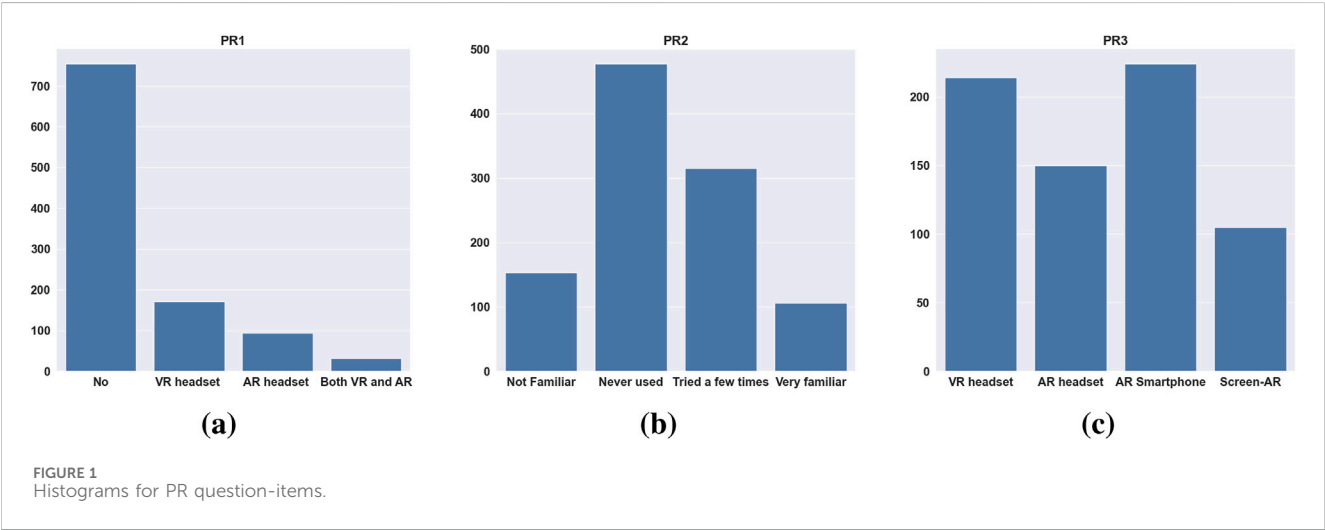 PR1
700
600
500
400
300
200
100
0
No VR headset AR headset Both VR and AR
(a)
PR2
500
400
300
200
100
0
Not Familiar Never used Tried a few times Very familiar
(b)
PR3
200
150
100
50
0
VR headset AR headset AR Smartphone Screen-AR
(c)
FIGURE 1
Histograms for PR question-items.